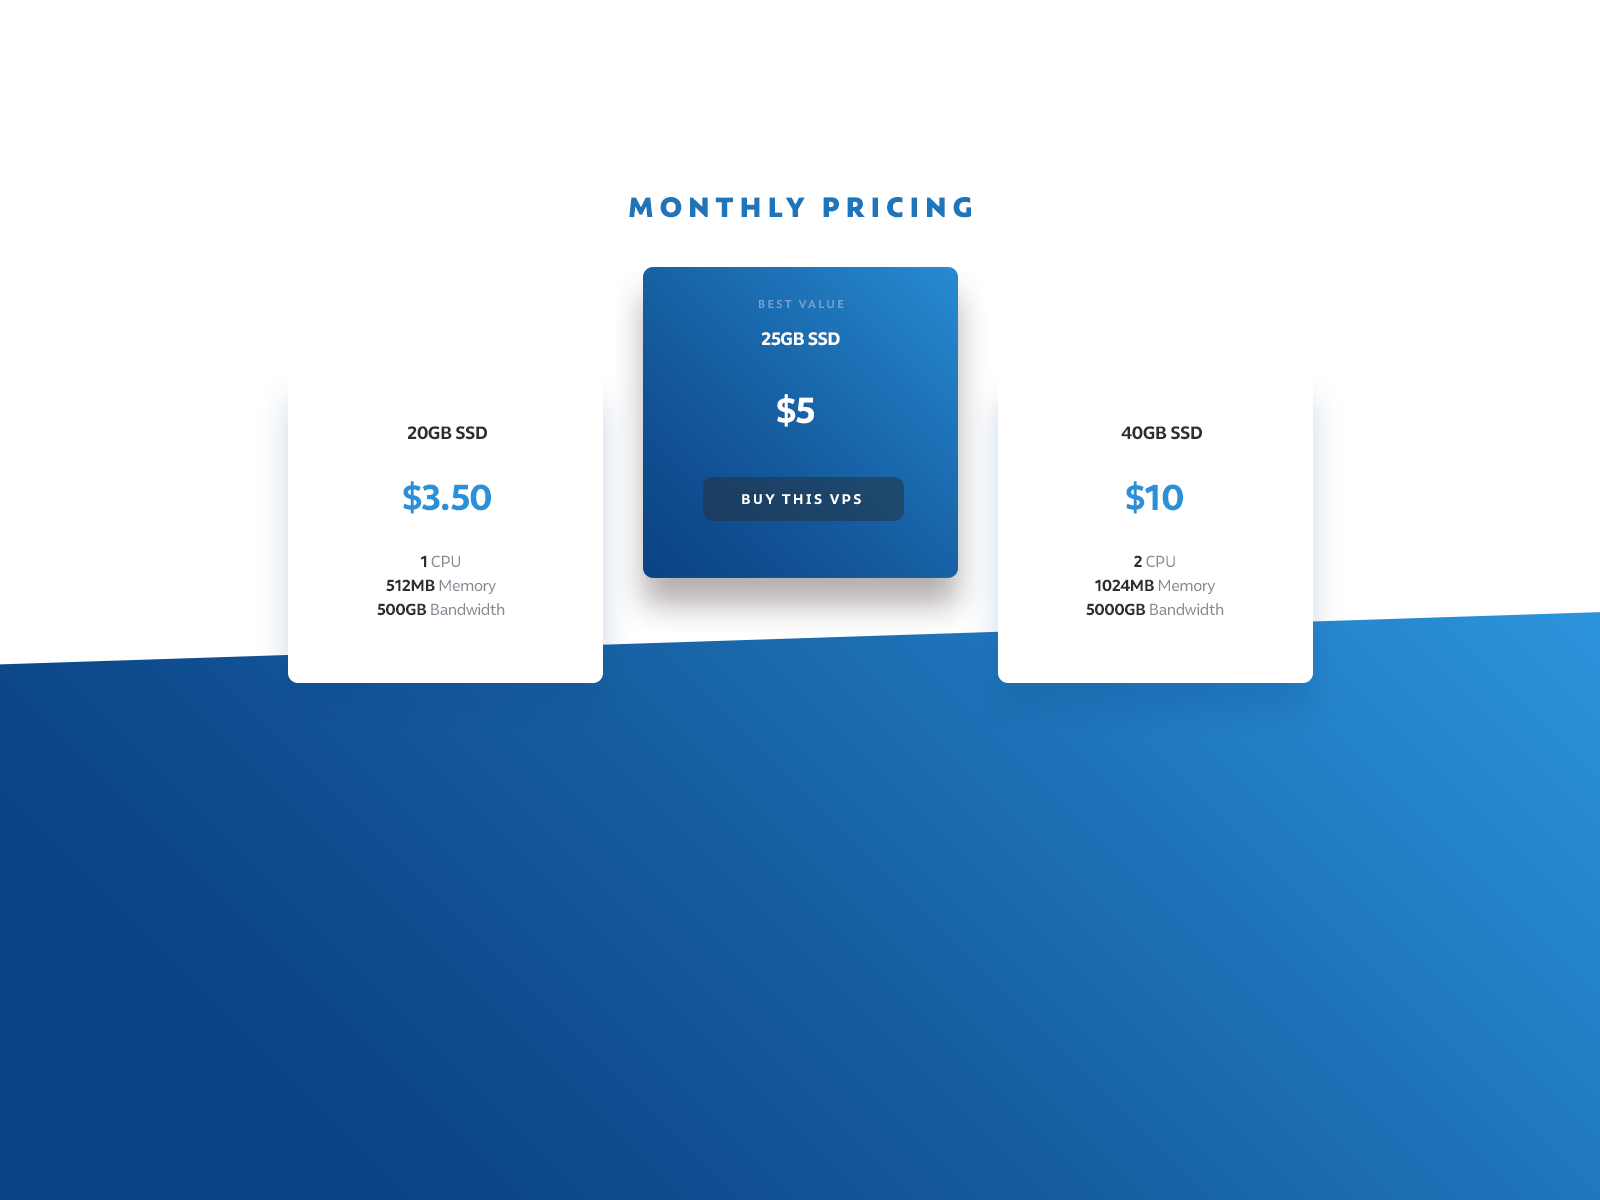 MONTHLY PRICING
BEST VALUE
25GB SSD
$5
BUY THIS VPS
20GB SSD
$3.50
1 CPU
512MB Memory
500GB Bandwidth
40GB SSD
$10
2 CPU
1024MB Memory
5000GB Bandwidth